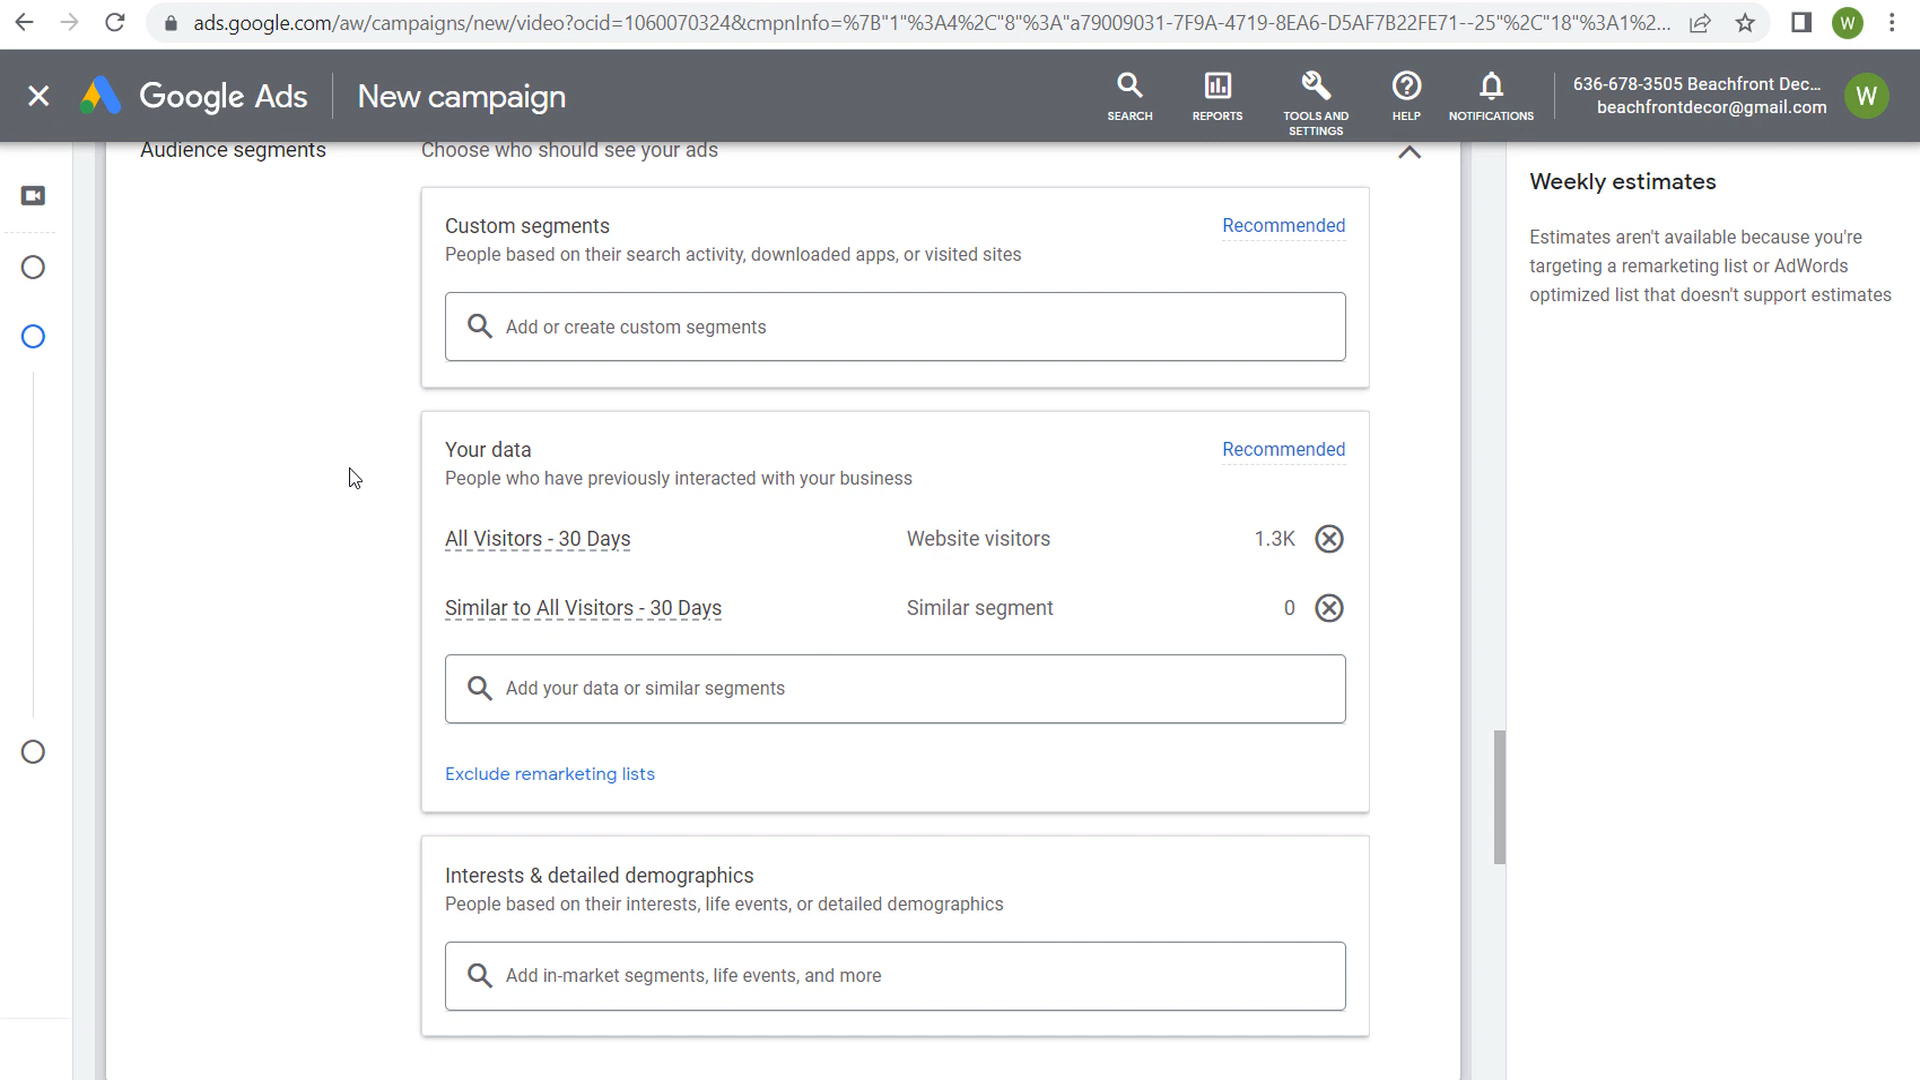 ads.google.com/aw/campaigns/new/video?ocid=1060070324&cmpnInfo=%7B"1"%3A4%2C"8"%3A"a79009031-7F9A-4719-8EA6-D5AF7B22FE71--25"%2C"18"%3A1%2...
W
Google Ads
New campaign
SEARCH
REPORTS
TOOLS AND
SETTINGS
HELP
NOTIFICATIONS
636-678-3505 Beachfront Dec...
beachfrontdecor@gmail.com
W
Audience segments
Choose who should see your ads
Custom segments
Recommended
People based on their search activity, downloaded apps, or visited sites
Add or create custom segments
Your data
Recommended
People who have previously interacted with your business
All Visitors - 30 Days
Website visitors
1.3K
Similar to All Visitors - 30 Days
Similar segment
0
Add your data or similar segments
Exclude remarketing lists
Interests & detailed demographics
People based on their interests, life events, or detailed demographics
Add in-market segments, life events, and more
Weekly estimates
Estimates aren't available because you're
targeting a remarketing list or AdWords
optimized list that doesn't support estimates